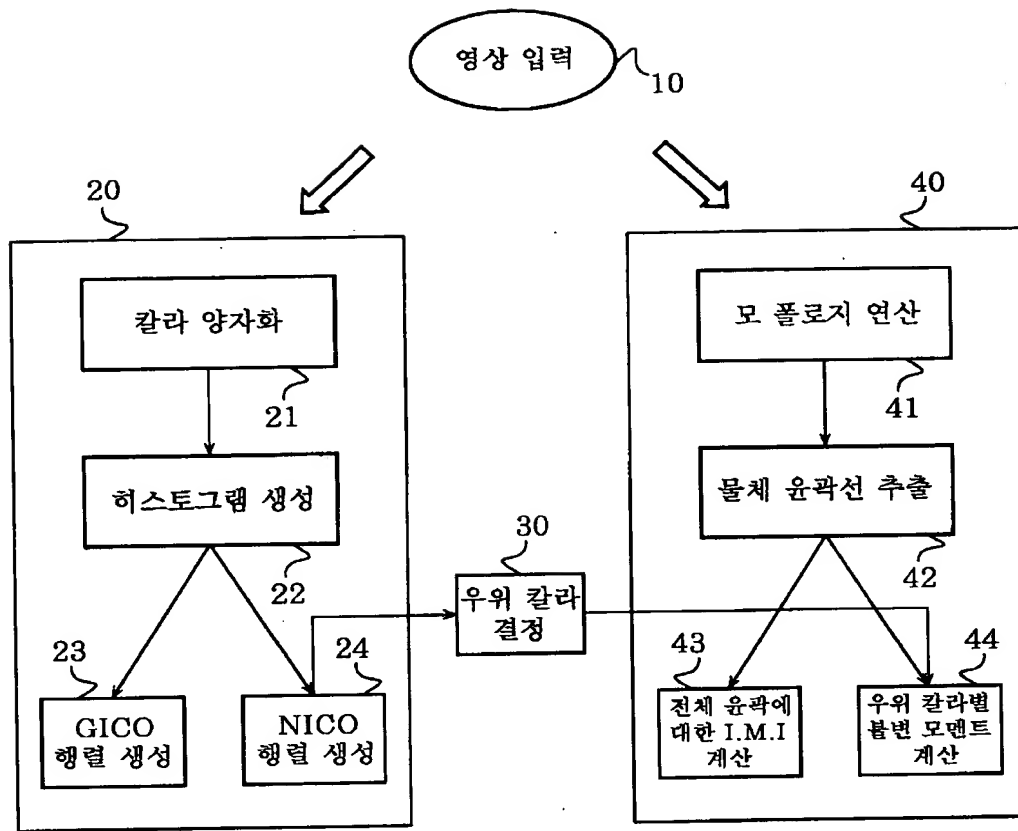 영상 입력
10
20
40
칼라 양자화
21
모 폴로지 연산
41
히스토그램 생성
22
물체 윤곽선 추출
42
30
우위 칼라
결정
23
GICO
행렬 생성
24
NICO
행렬 생성
43
전체 윤곽에
대한 I.M.I
계산
44
우위 칼라별
불변 모멘트
계산